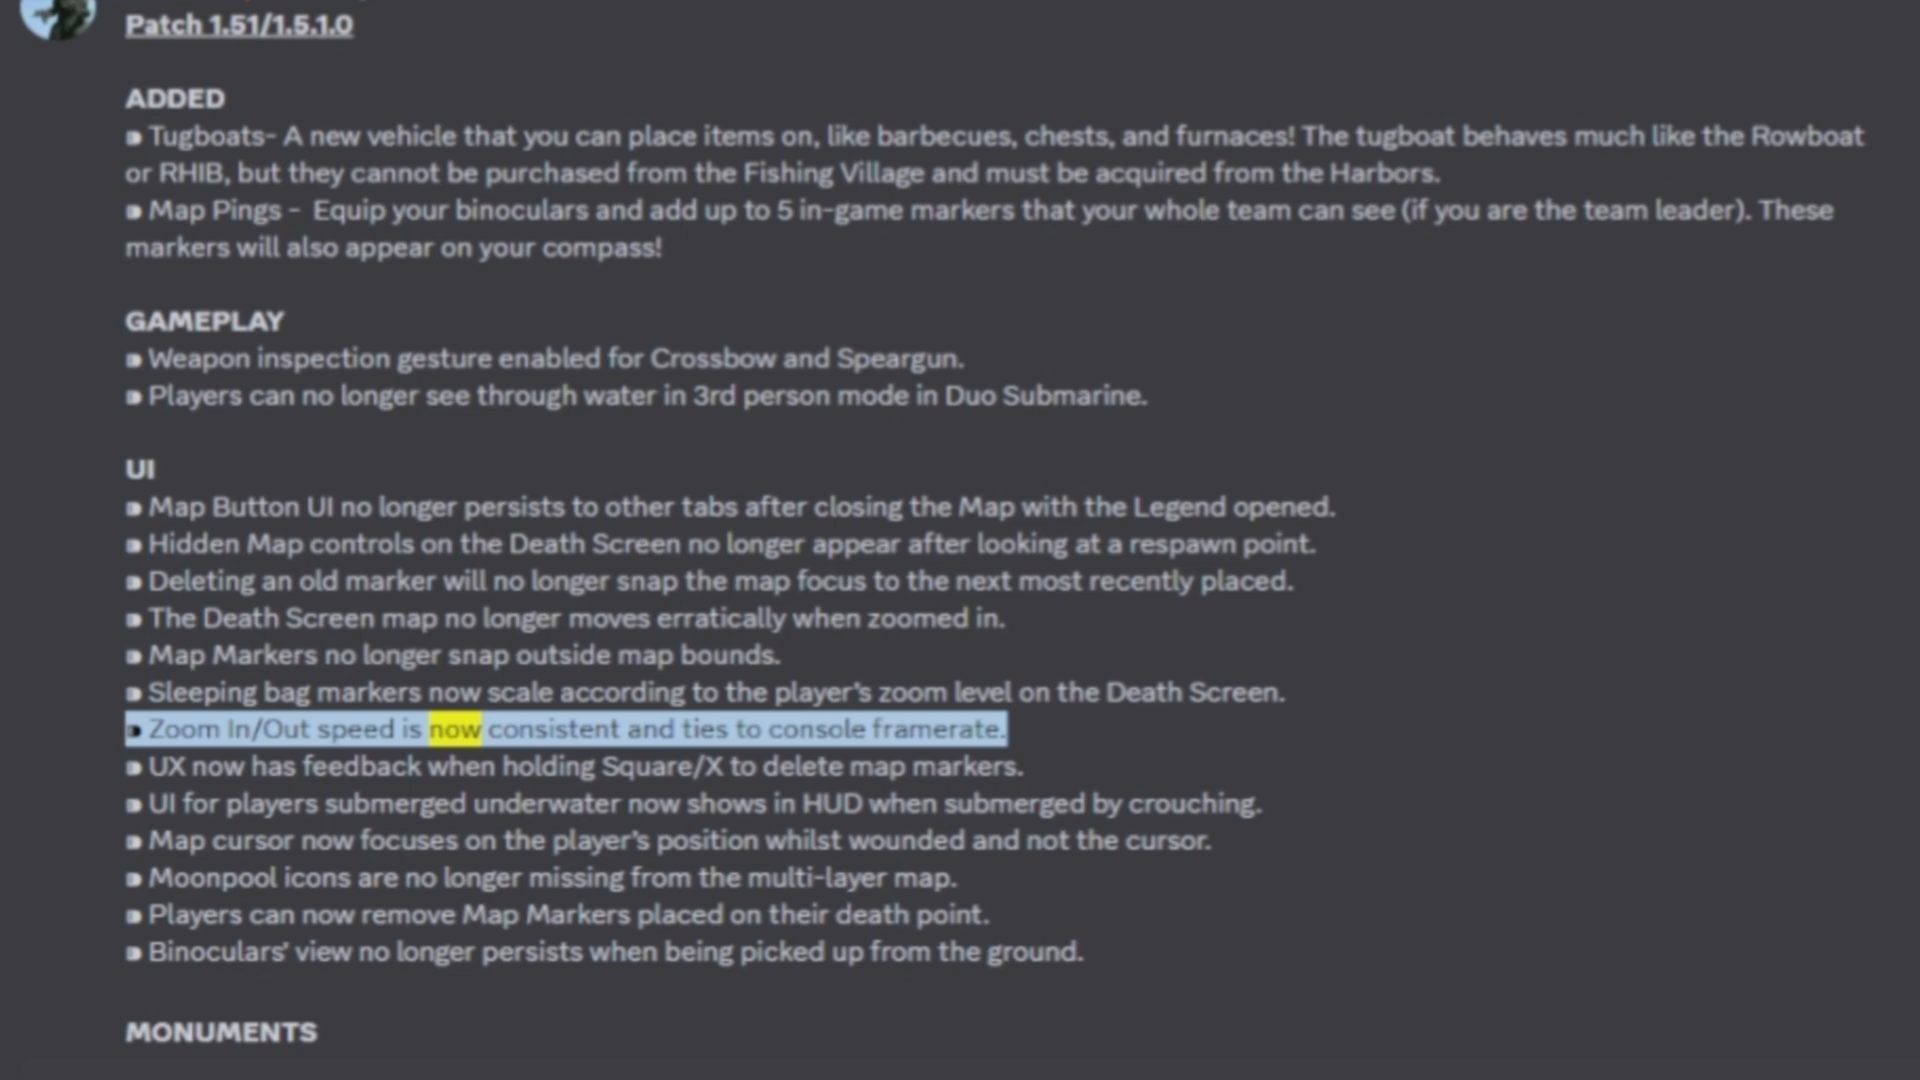 Patch 1.51/1.5.1.0
ADDED
⁍ Tugboats- A new vehicle that you can place items on, like barbecues, chests, and furnaces! The tugboat behaves much like the Rowboat
or RHIB, but they cannot be purchased from the Fishing Village and must be acquired from the Harbors.
⁍ Map Pings -  Equip your binoculars and add up to 5 in-game markers that your whole team can see (if you are the team leader). These
markers will also appear on your compass!
GAMEPLAY
⁍ Weapon inspection gesture enabled for Crossbow and Speargun.
⁍ Players can no longer see through water in 3rd person mode in Duo Submarine.
UI
⁍ Map Button UI no longer persists to other tabs after closing the Map with the Legend opened.
⁍ Hidden Map controls on the Death Screen no longer appear after looking at a respawn point.
⁍ Deleting an old marker will no longer snap the map focus to the next most recently placed.
⁍ The Death Screen map no longer moves erratically when zoomed in.
⁍ Map Markers no longer snap outside map bounds.
⁍ Sleeping bag markers now scale according to the player's zoom level on the Death Screen.
⁍ Zoom In/Out speed is now consistent and ties to console framerate.
⁍ UX now has feedback when holding Square/X to delete map markers.
⁍ UI for players submerged underwater now shows in HUD when submerged by crouching.
⁍ Map cursor now focuses on the player's position whilst wounded and not the cursor.
⁍ Moonpool icons are no longer missing from the multi-layer map.
⁍ Players can now remove Map Markers placed on their death point.
⁍ Binoculars' view no longer persists when being picked up from the ground.
MONUMENTS